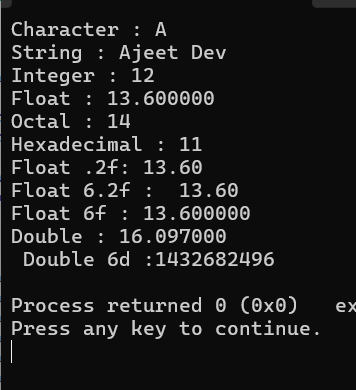 Character : A
String : Ajeet Dev
Integer : 12
Float : 13.600000
Octal : 14
Hexadecimal : 11
Float .2f: 13.60
Float 6.2f :  13.60
Float 6f : 13.600000
Double : 16.097000
 Double 6d :1432682496
Process returned 0 (0x0)   ex
Press any key to continue.